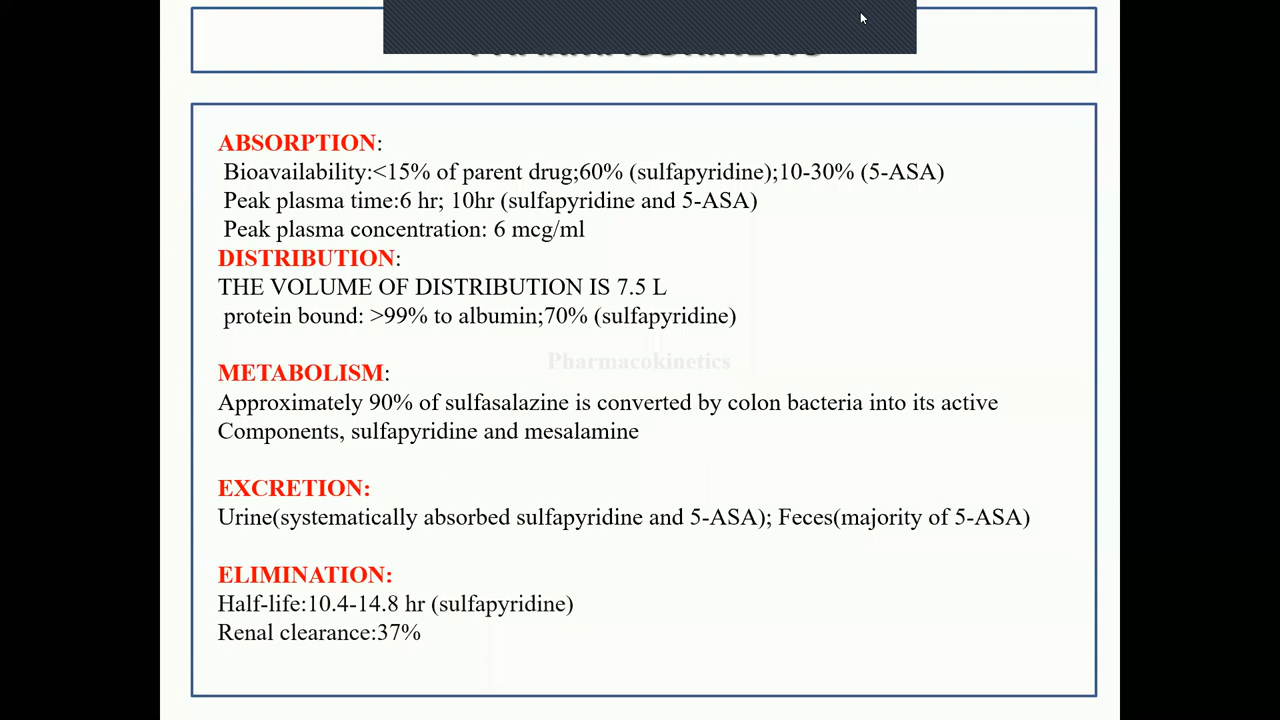 ABSORPTION:
Bioavailability:<15% of parent drug;60% (sulfapyridine);10-30% (5-ASA)
Peak plasma time:6 hr; 10hr (sulfapyridine and 5-ASA)
Peak plasma concentration: 6 mcg/ml
DISTRIBUTION:
THE VOLUME OF DISTRIBUTION IS 7.5 L
protein bound: >99% to albumin;70% (sulfapyridine)
Pharmacokinetics
METABOLISM:
Approximately 90% of sulfasalazine is converted by colon bacteria into its active
Components, sulfapyridine and mesalamine
EXCRETION:
Urine(systematically absorbed sulfapyridine and 5-ASA); Feces(majority of 5-ASA)
ELIMINATION:
Half-life:10.4-14.8 hr (sulfapyridine)
Renal clearance:37%